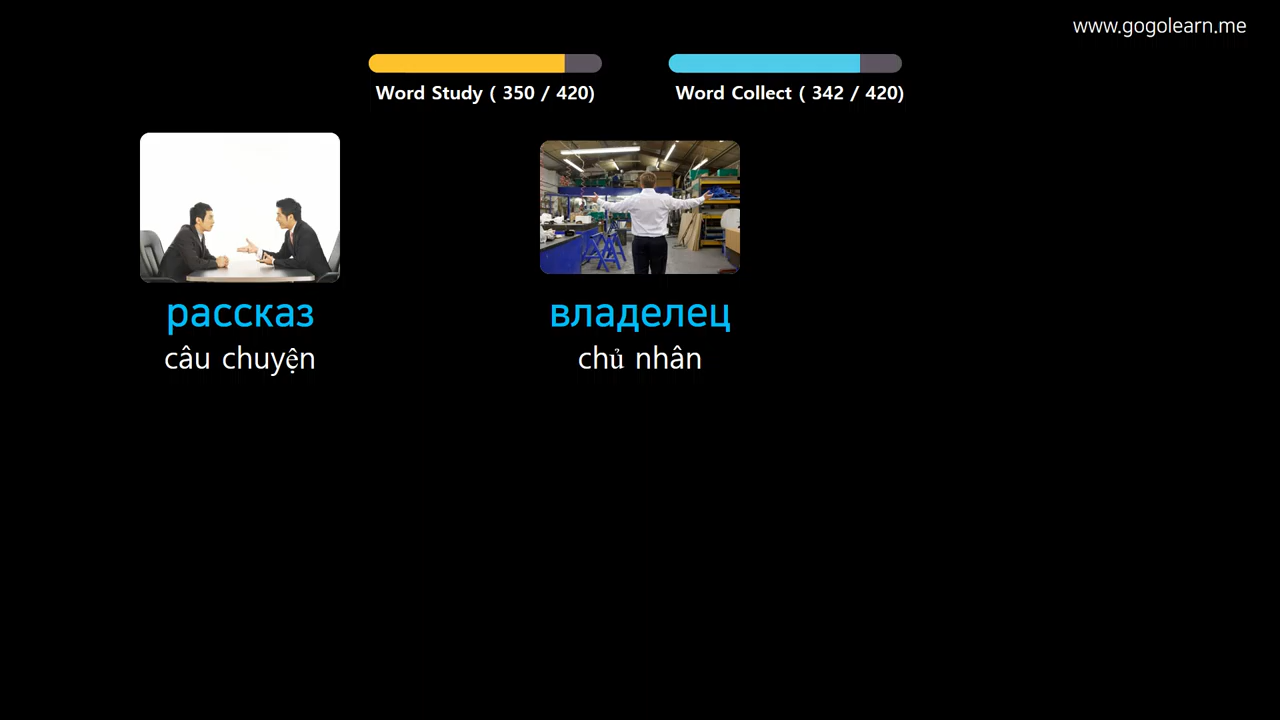 www.gogolearn.me
Word Study ( 350 / 420)
Word Collect ( 342 / 420)
рассказ
câu chuyện
владелец
chủ nhân